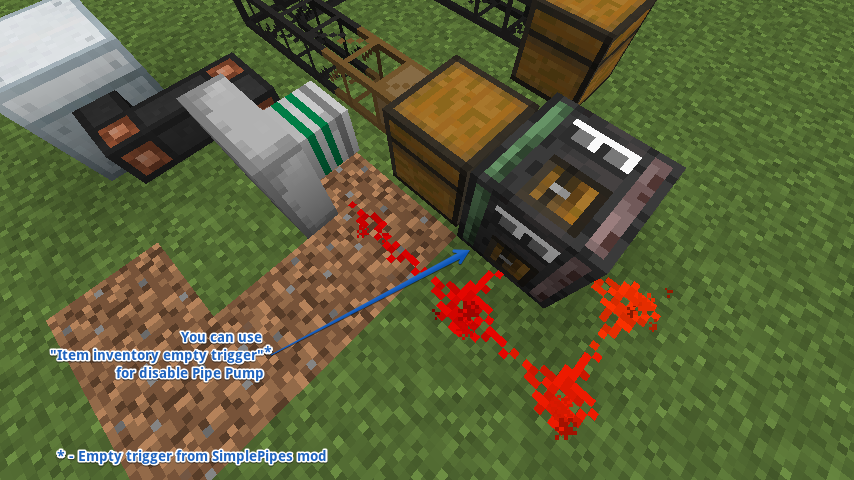 You can use
"Item inventory empty trigger"*
for disable Pipe Pump
* - Empty trigger from SimplePipes mod